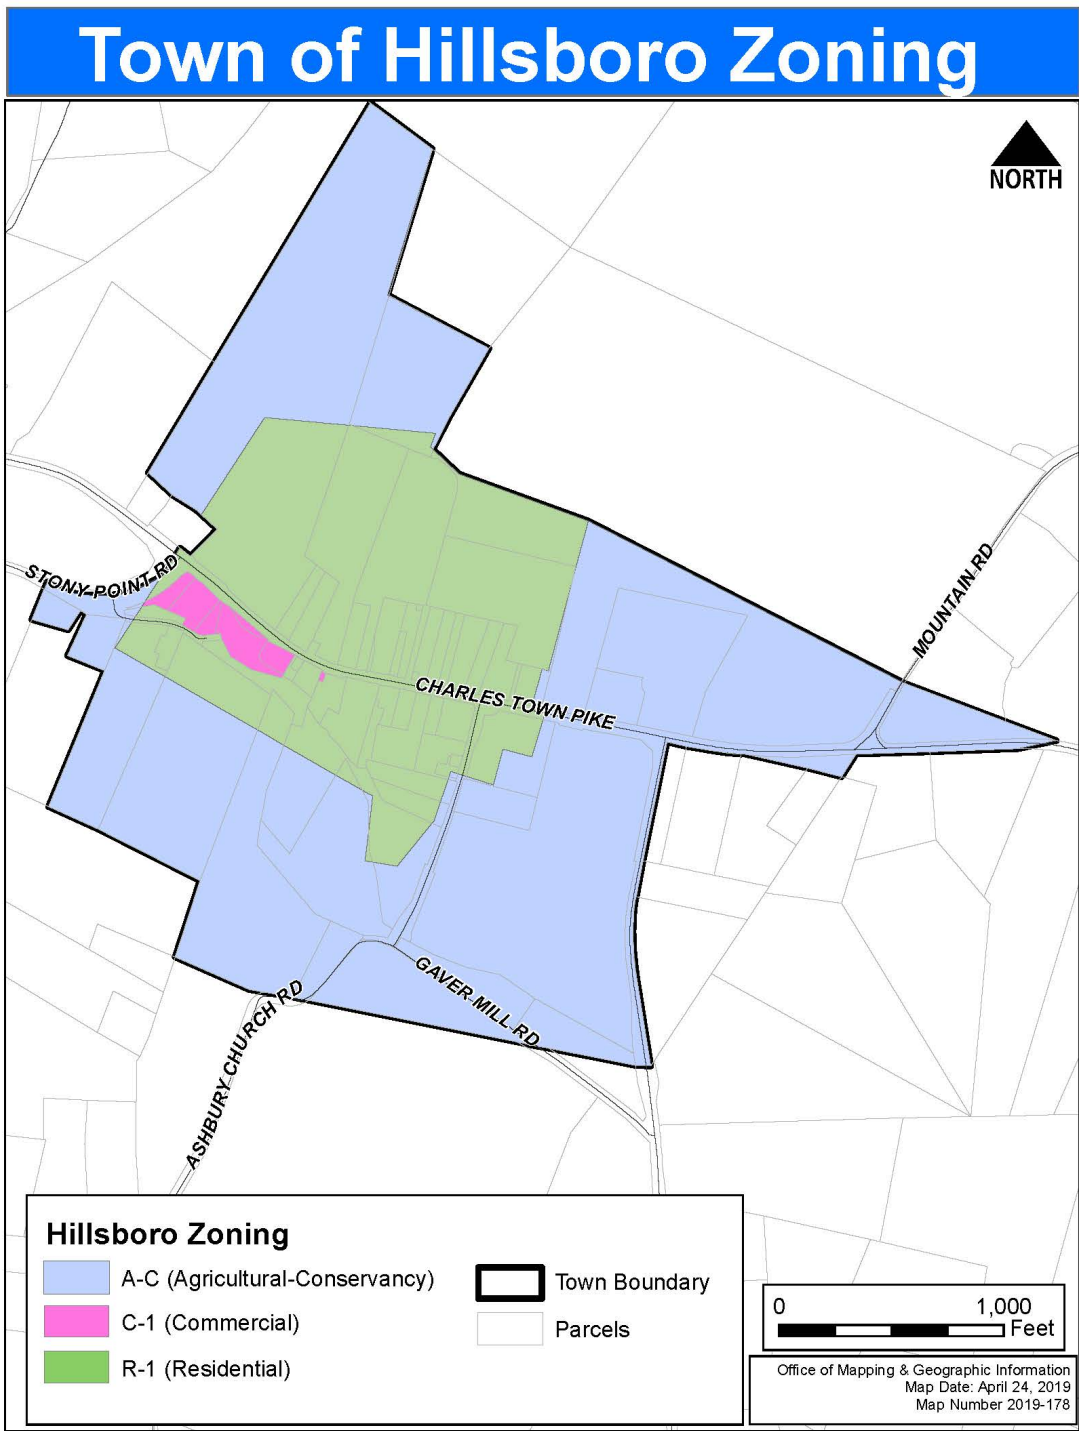 Town of Hillsboro Zoning
NORTH
MOUNTAIN RD
STONY POINT RD
CHARLES TOWN PIKE
GAVER MILL RD
ASHBURY CHURCH RD
Hillsboro Zoning
A-C (Agricultural-Conservancy)
C-1 (Commercial)
R-1 (Residential)
Town Boundary
Parcels
0 1,000
Feet
Office of Mapping & Geographic Information
Map Date: April 24, 2019
Map Number 2019-178